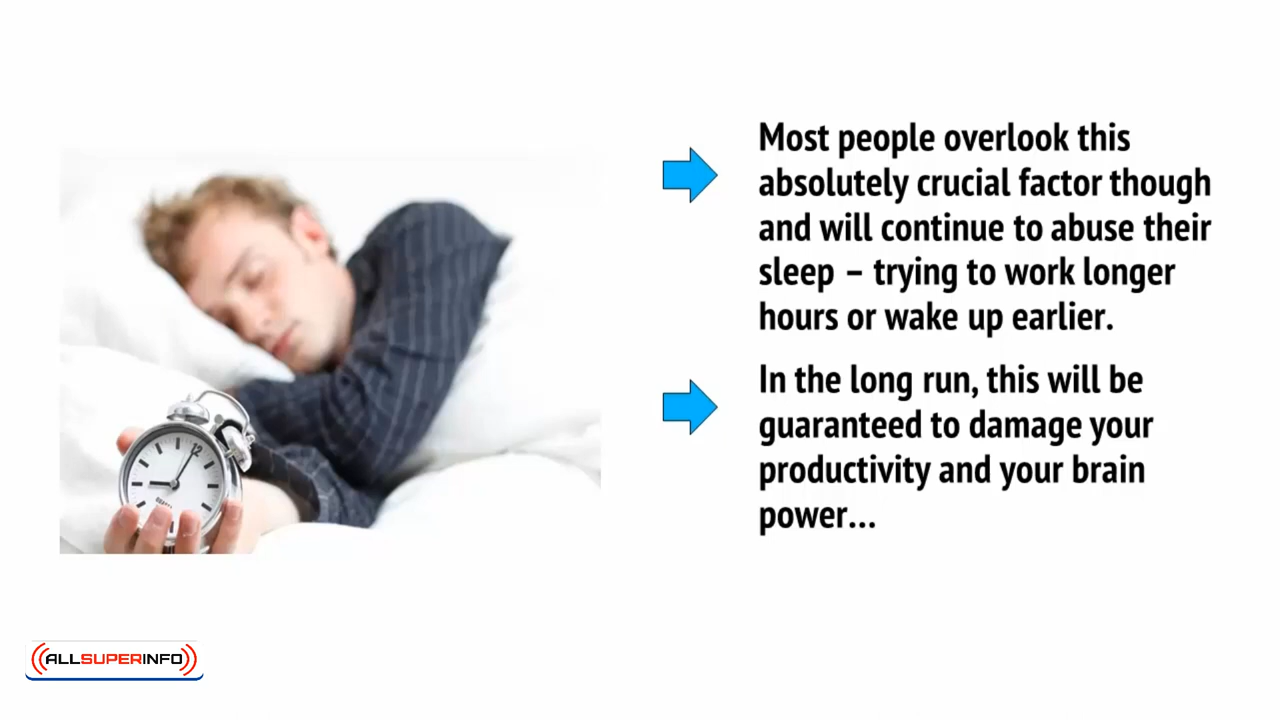 Most people overlook this
absolutely crucial factor though
and will continue to abuse their
sleep – trying to work longer
hours or wake up earlier.
In the long run, this will be
guaranteed to damage your
productivity and your brain
power...
12
ALLSUPERINFO